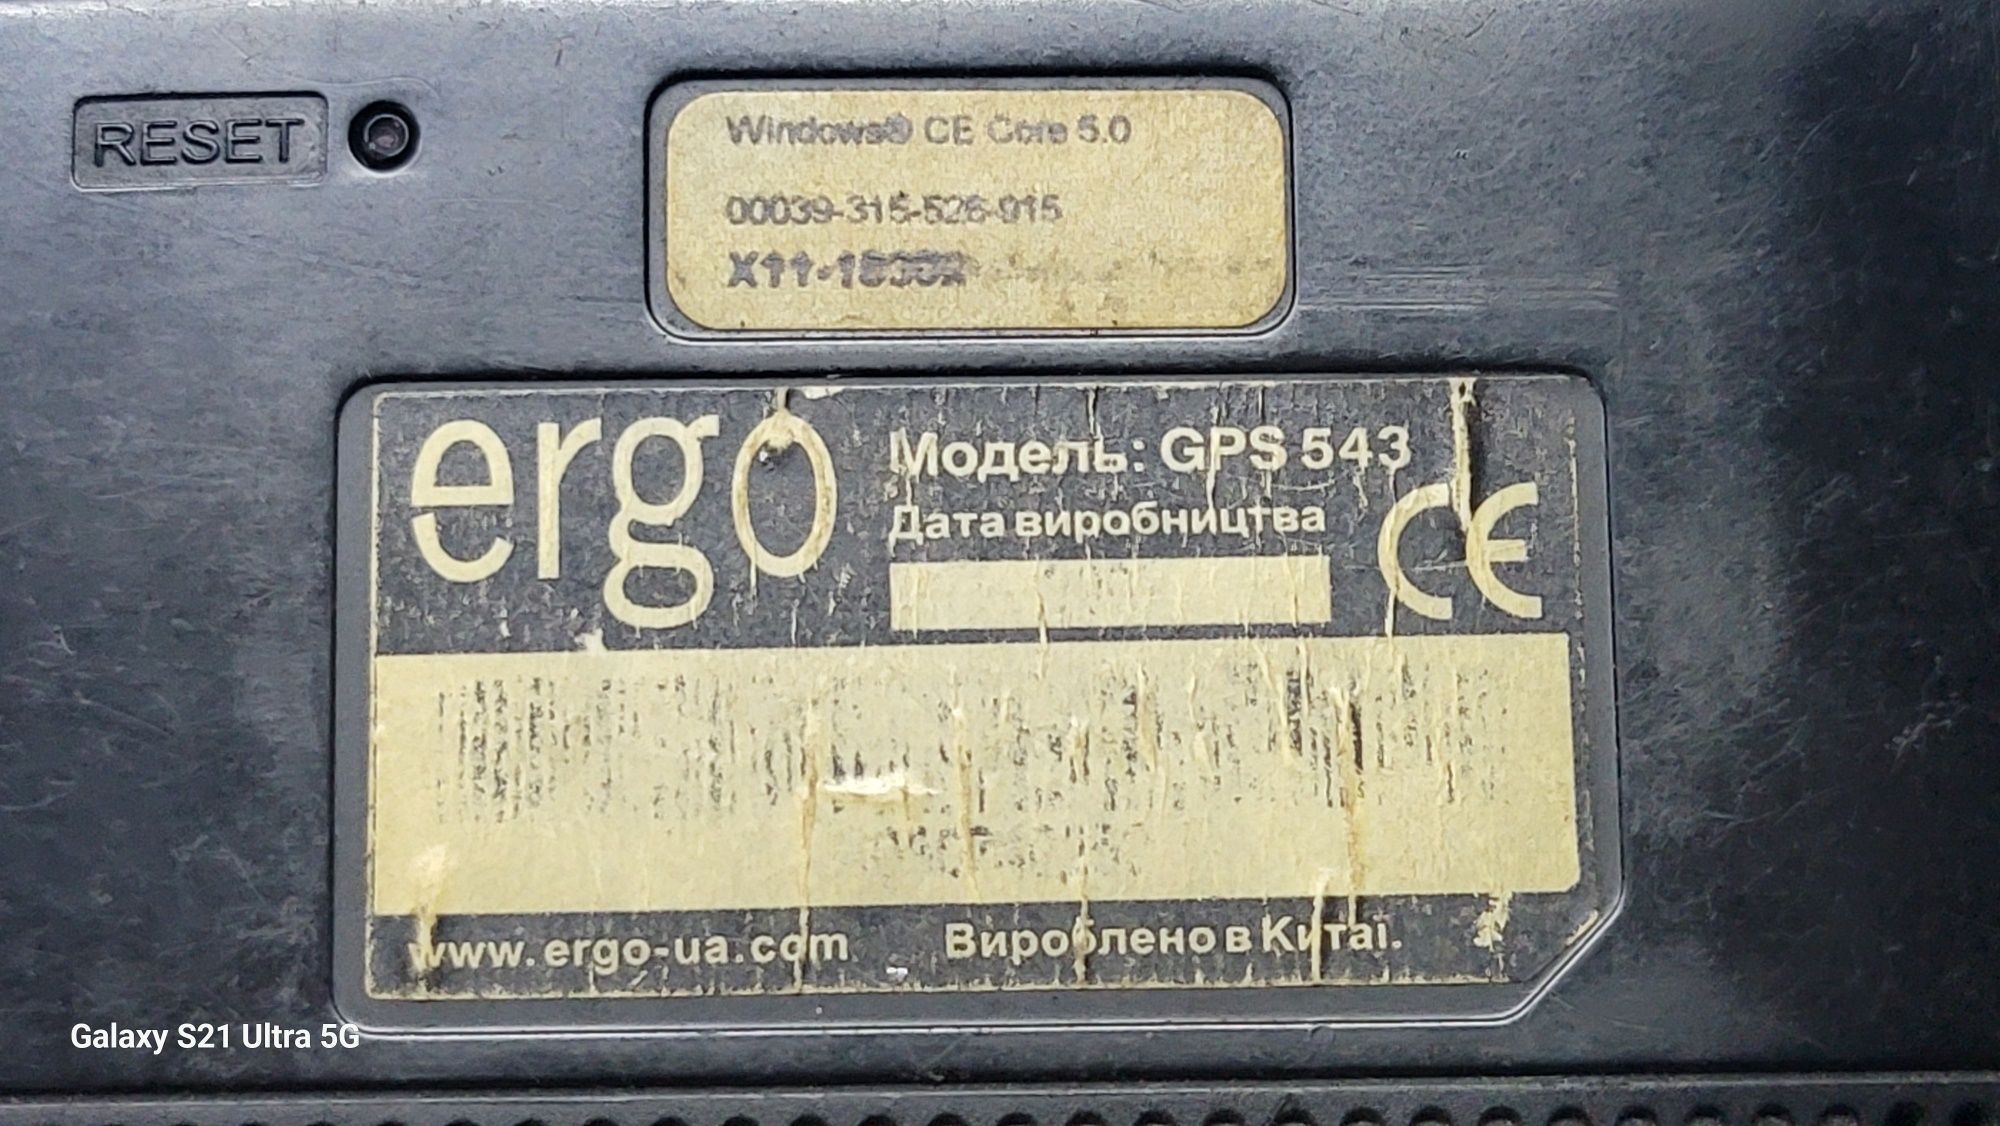 RESET
Windows® CE Core 5.0
00039-315-526-915
ergo
Модель: GPS 543
Дата виробництва
CE
www.ergo-ua.com
Вироблено в Китаї.
Galaxy S21 Ultra 5G